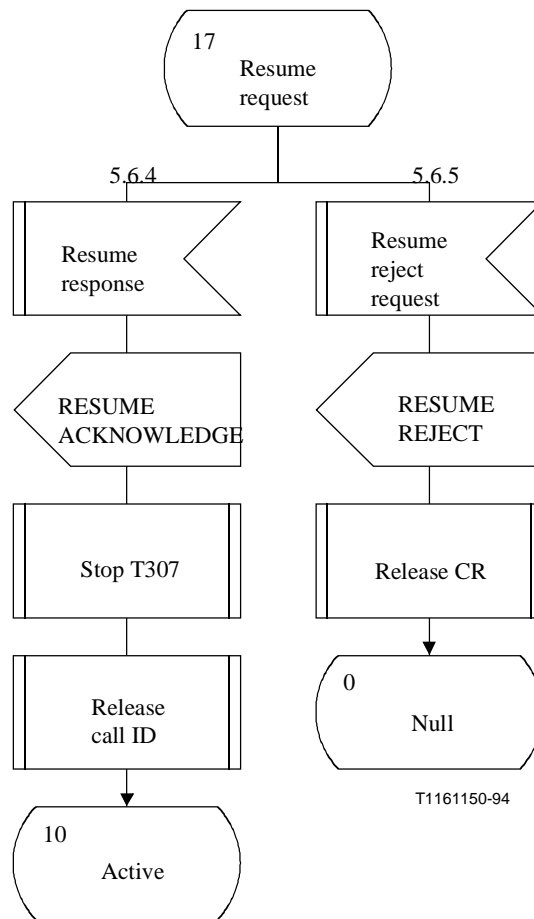 17
Resume
request
5.6.4
5.6.5
Resume
response
Resume
reject
request
RESUME
ACKNOWLEDGE
RESUME
REJECT
Stop T307
Release CR
Release
call ID
0
Null
T1161150-94
10
Active